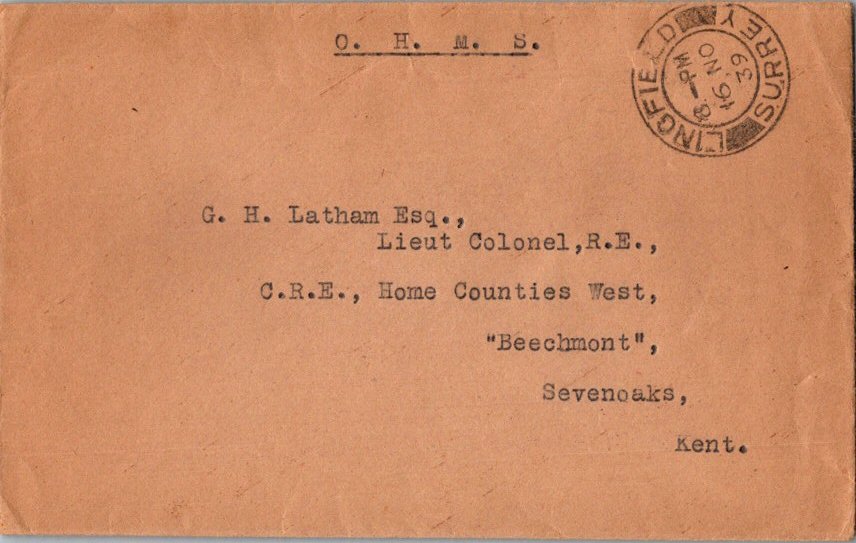 O. H. M. S.
LINGFIELD
SURREY
8 - PM
16 NO
39
G. H. Latham Esq.,
Lieut Colonel,R.E.,
C.R.E., Home Counties West,
"Beechmont",
Sevenoaks,
Kent.